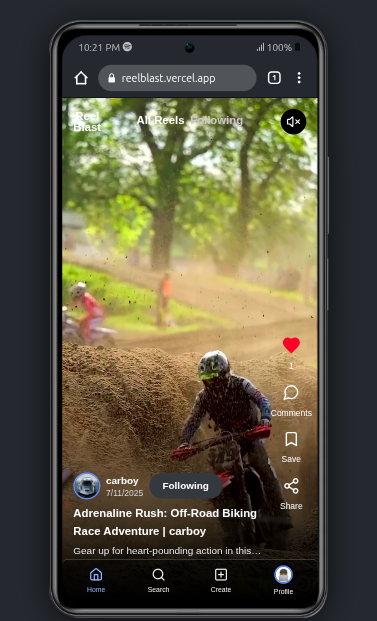 10:21 PM
100%
reelblast.vercel.app
1
Reel
Blast
All Reels
Following
1
Comments
Save
Share
carboy
7/11/2025
Following
Adrenaline Rush: Off-Road Biking
Race Adventure | carboy
Gear up for heart-pounding action in this...
Home
Search
Create
Profile